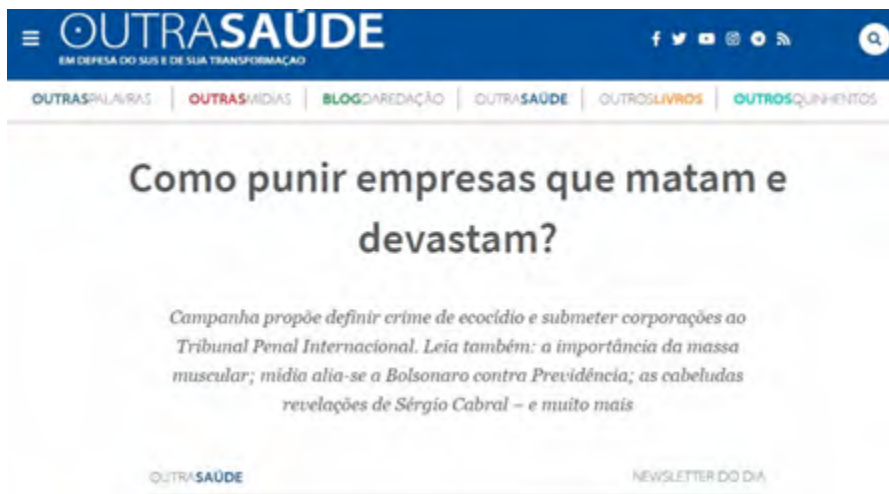 OUTRASAÚDE
EM DEFESA DO SUS E DE SUA TRANSFORMAÇAO
OUTRASPALAVRAS OUTRASMÍDIAS BLOGDAREDAÇÃO OUTRASAÚDE OUTROSLIVROS OUTROSQUINHENTOS
Como punir empresas que matam e
devastam?
Campanha propõe definir crime de ecocídio e submeter corporações ao
Tribunal Penal Internacional. Leia também: a importância da massa
muscular; mídia alia-se a Bolsonaro contra Previdência; as cabeludas
revelações de Sérgio Cabral – e muito mais
OUTRASAÚDE NEWSLETTER DO DIA